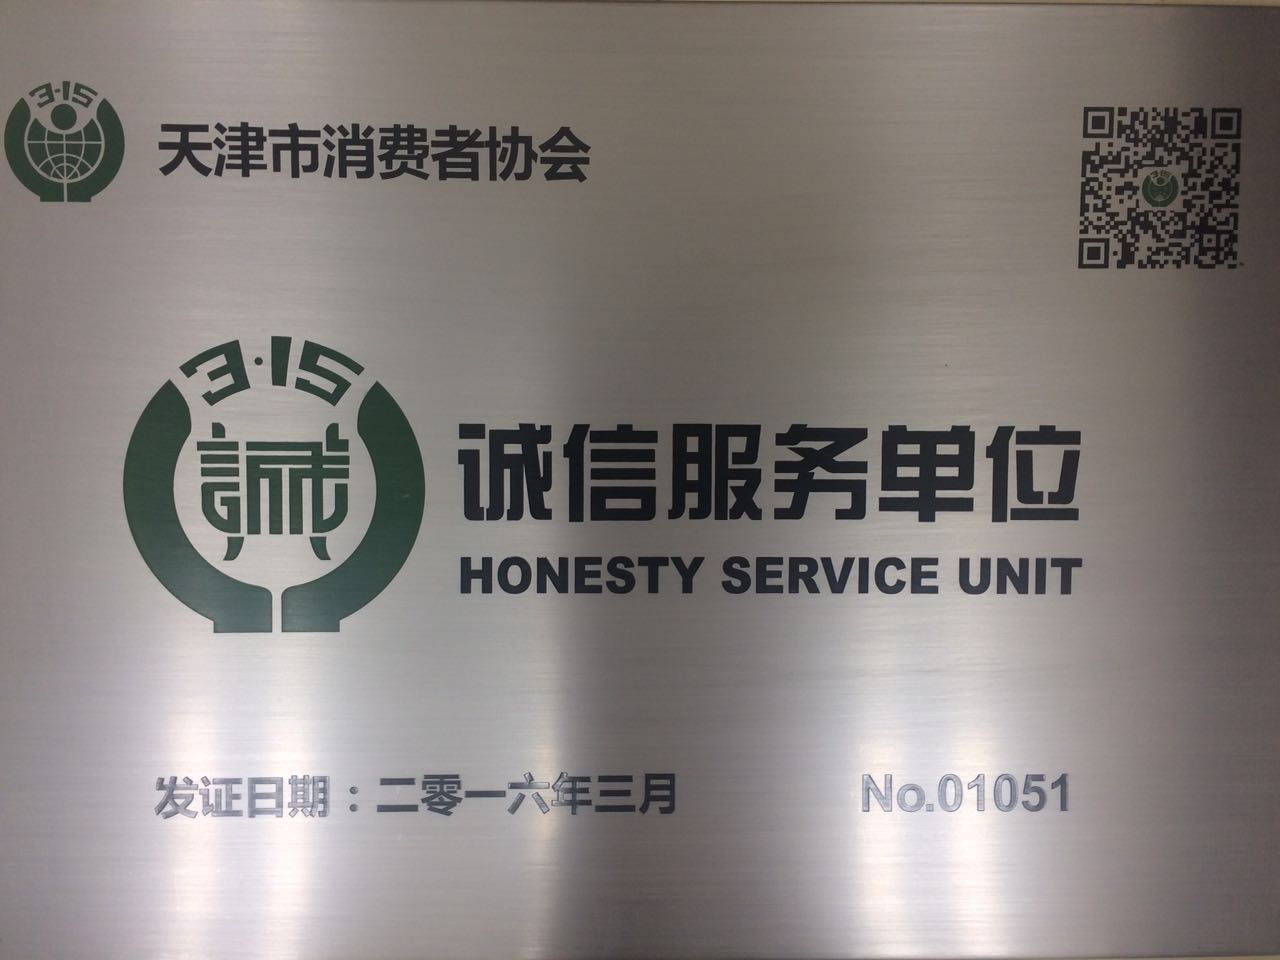 3·15
天津市消费者协会
3·15
誠
诚信服务单位
HONESTY SERVICE UNIT
发证日期：二零一六年三月
No.01051